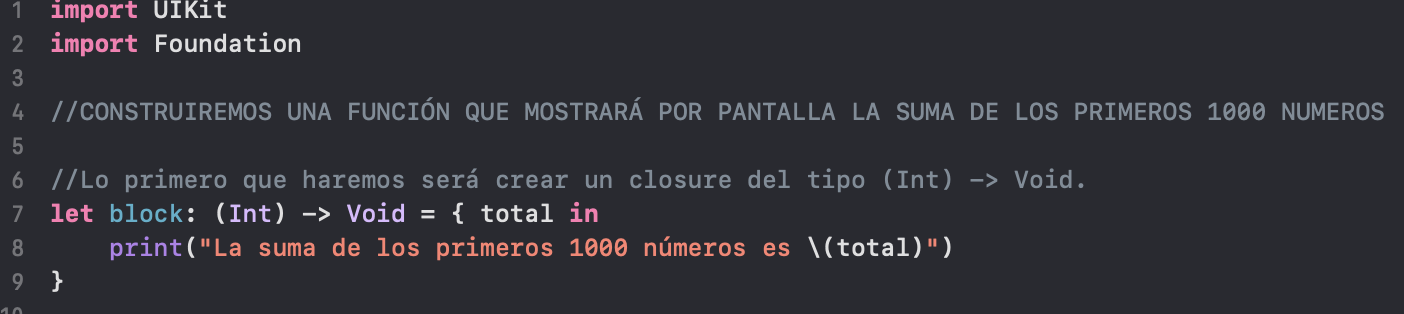 1 import UIKit
2 import Foundation
3
4 //CONSTRUIREMOS UNA FUNCIÓN QUE MOSTRARÁ POR PANTALLA LA SUMA DE LOS PRIMEROS 1000 NUMEROS
5
6 //Lo primero que haremos será crear un closure del tipo (Int) -> Void.
7 let block: (Int) -> Void = { total in
8     print("La suma de los primeros 1000 números es \(total)")
9 }
10